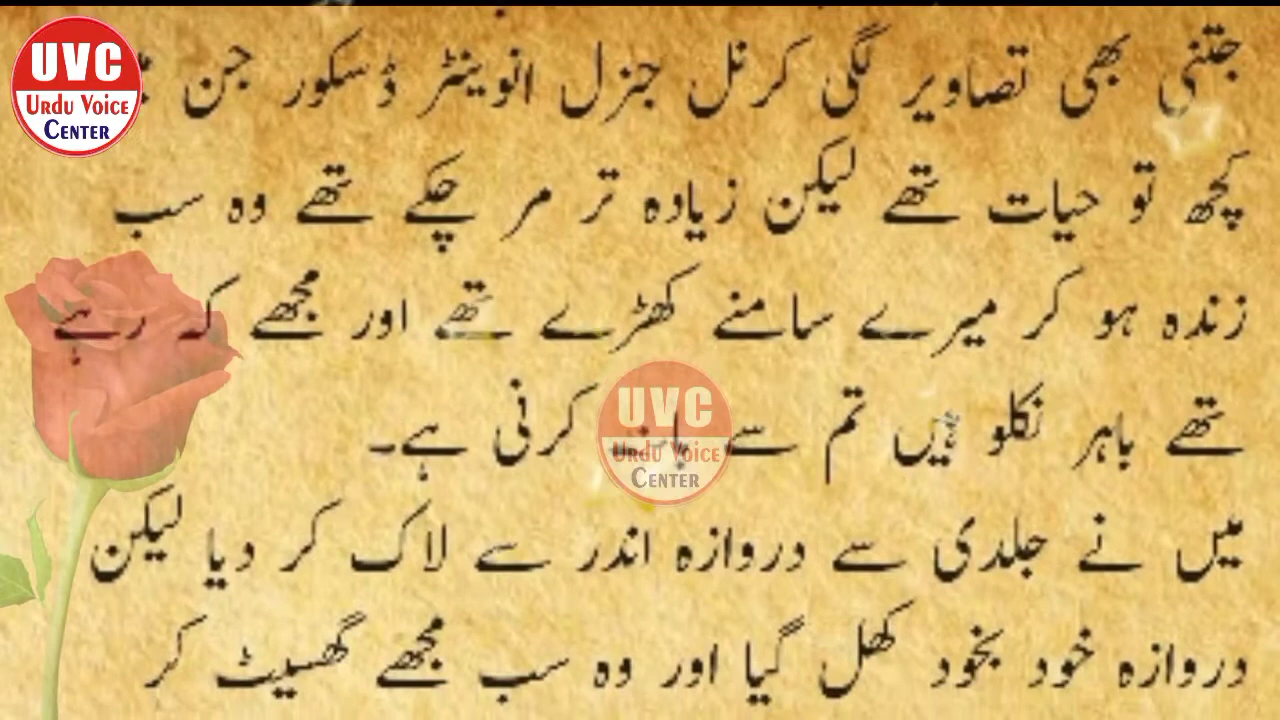 UVC
Urdu Voice
Center
جتنی بھی تصاویر لگی کرنل جنرل انوینٹر ڈسکور جن
کچھ تو حیات تھے لیکن زیادہ تر مر چکے تھے وہ سب
زندہ ہو کر میرے سامنے کھڑے تھے اور مجھے کہ رہے
تھے باہر نکلو ہمیں تم سے بات کرنی ہے۔
UVC
Urdu Voice
Center
میں نے جلدی سے دروازہ اندر سے لاک کر دیا لیکن
دروازہ خود بخود کھل گیا اور وہ سب مجھے گھسیٹ کر